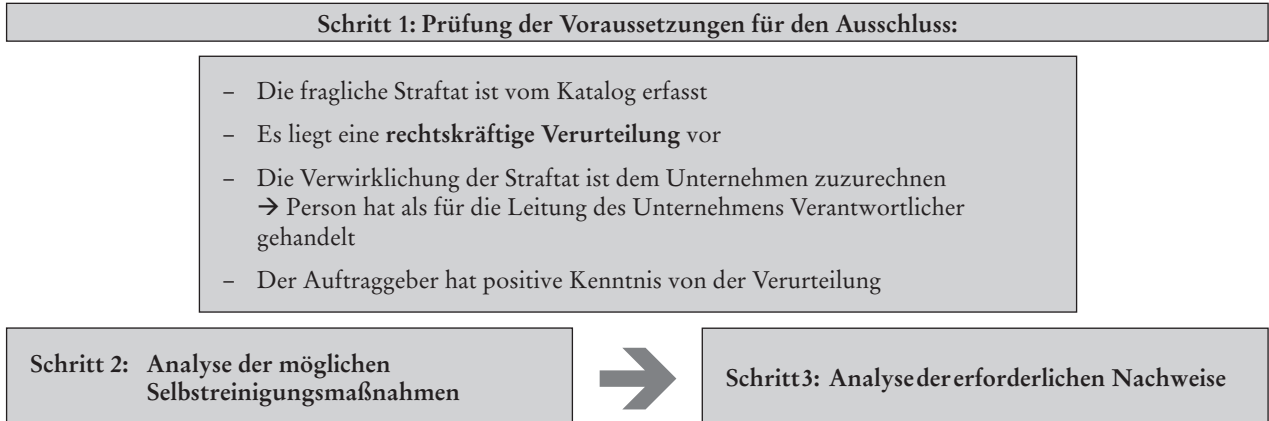 Schritt 1: Prüfung der Voraussetzungen für den Ausschluss:
– Die fragliche Straftat ist vom Katalog erfasst
– Es liegt eine rechtskräftige Verurteilung vor
– Die Verwirklichung der Straftat ist dem Unternehmen zuzurechnen
→ Person hat als für die Leitung des Unternehmens Verantwortlicher
gehandelt
– Der Auftraggeber hat positive Kenntnis von der Verurteilung
Schritt 2: Analyse der möglichen
Selbstreinigungsmaßnahmen
Schritt3: Analyse der erforderlichen Nachweise